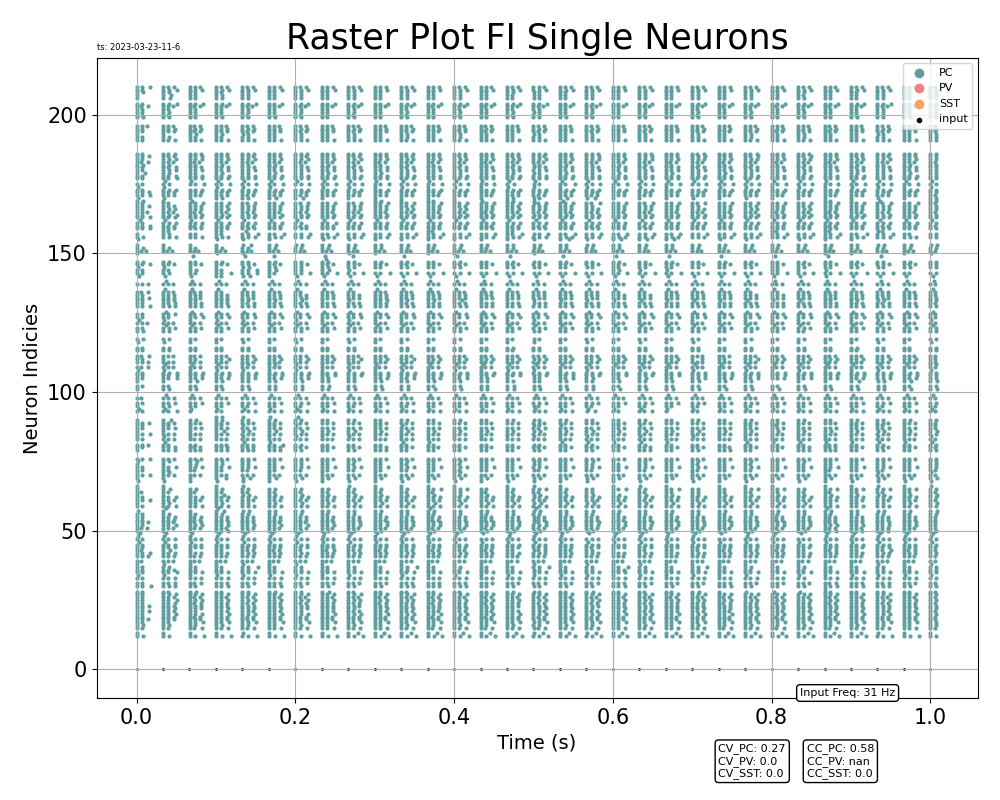 Raster Plot FI Single Neurons
ts: 2023-03-23-11-6
PC
PV
SST
input
200
150
100
50
0
Neuron Indicies
0.0 0.2 0.4 0.6 0.8 1.0
Time (s)
Input Freq: 31 Hz
CV_PC: 0.27
CV_PV: 0.0
CV_SST: 0.0
CC_PC: 0.58
CC_PV: nan
CC_SST: 0.0